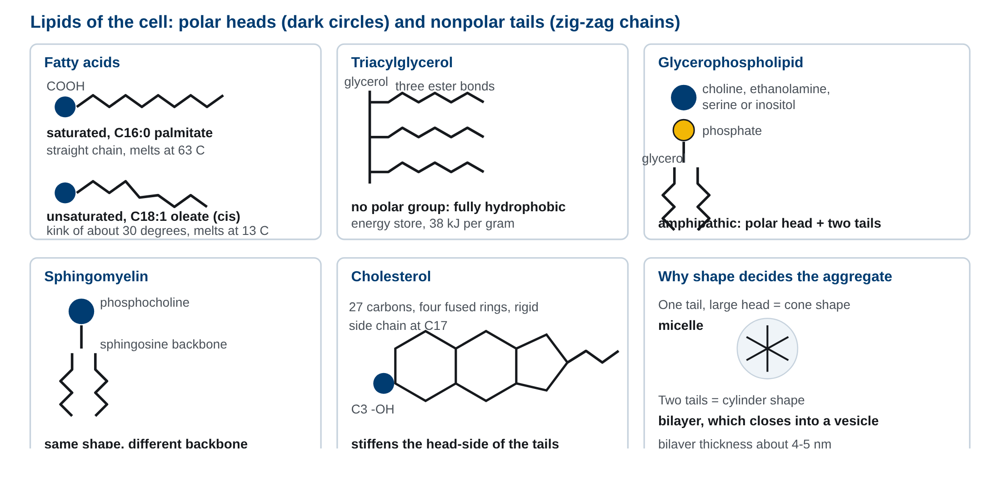 Lipids of the cell: polar heads (dark circles) and nonpolar tails (zig-zag chains)
Fatty acids
COOH
saturated, C16:0 palmitate
straight chain, melts at 63 C
unsaturated, C18:1 oleate (cis)
kink of about 30 degrees, melts at 13 C
Triacylglycerol
glycerol
three ester bonds
no polar group: fully hydrophobic
energy store, 38 kJ per gram
Glycerophospholipid
choline, ethanolamine,
serine or inositol
phosphate
glycerol
amphipathic: polar head + two tails
Sphingomyelin
phosphocholine
sphingosine backbone
same shape, different backbone
Cholesterol
27 carbons, four fused rings, rigid
side chain at C17
C3 -OH
stiffens the head-side of the tails
Why shape decides the aggregate
One tail, large head = cone shape
micelle
Two tails = cylinder shape
bilayer, which closes into a vesicle
bilayer thickness about 4-5 nm